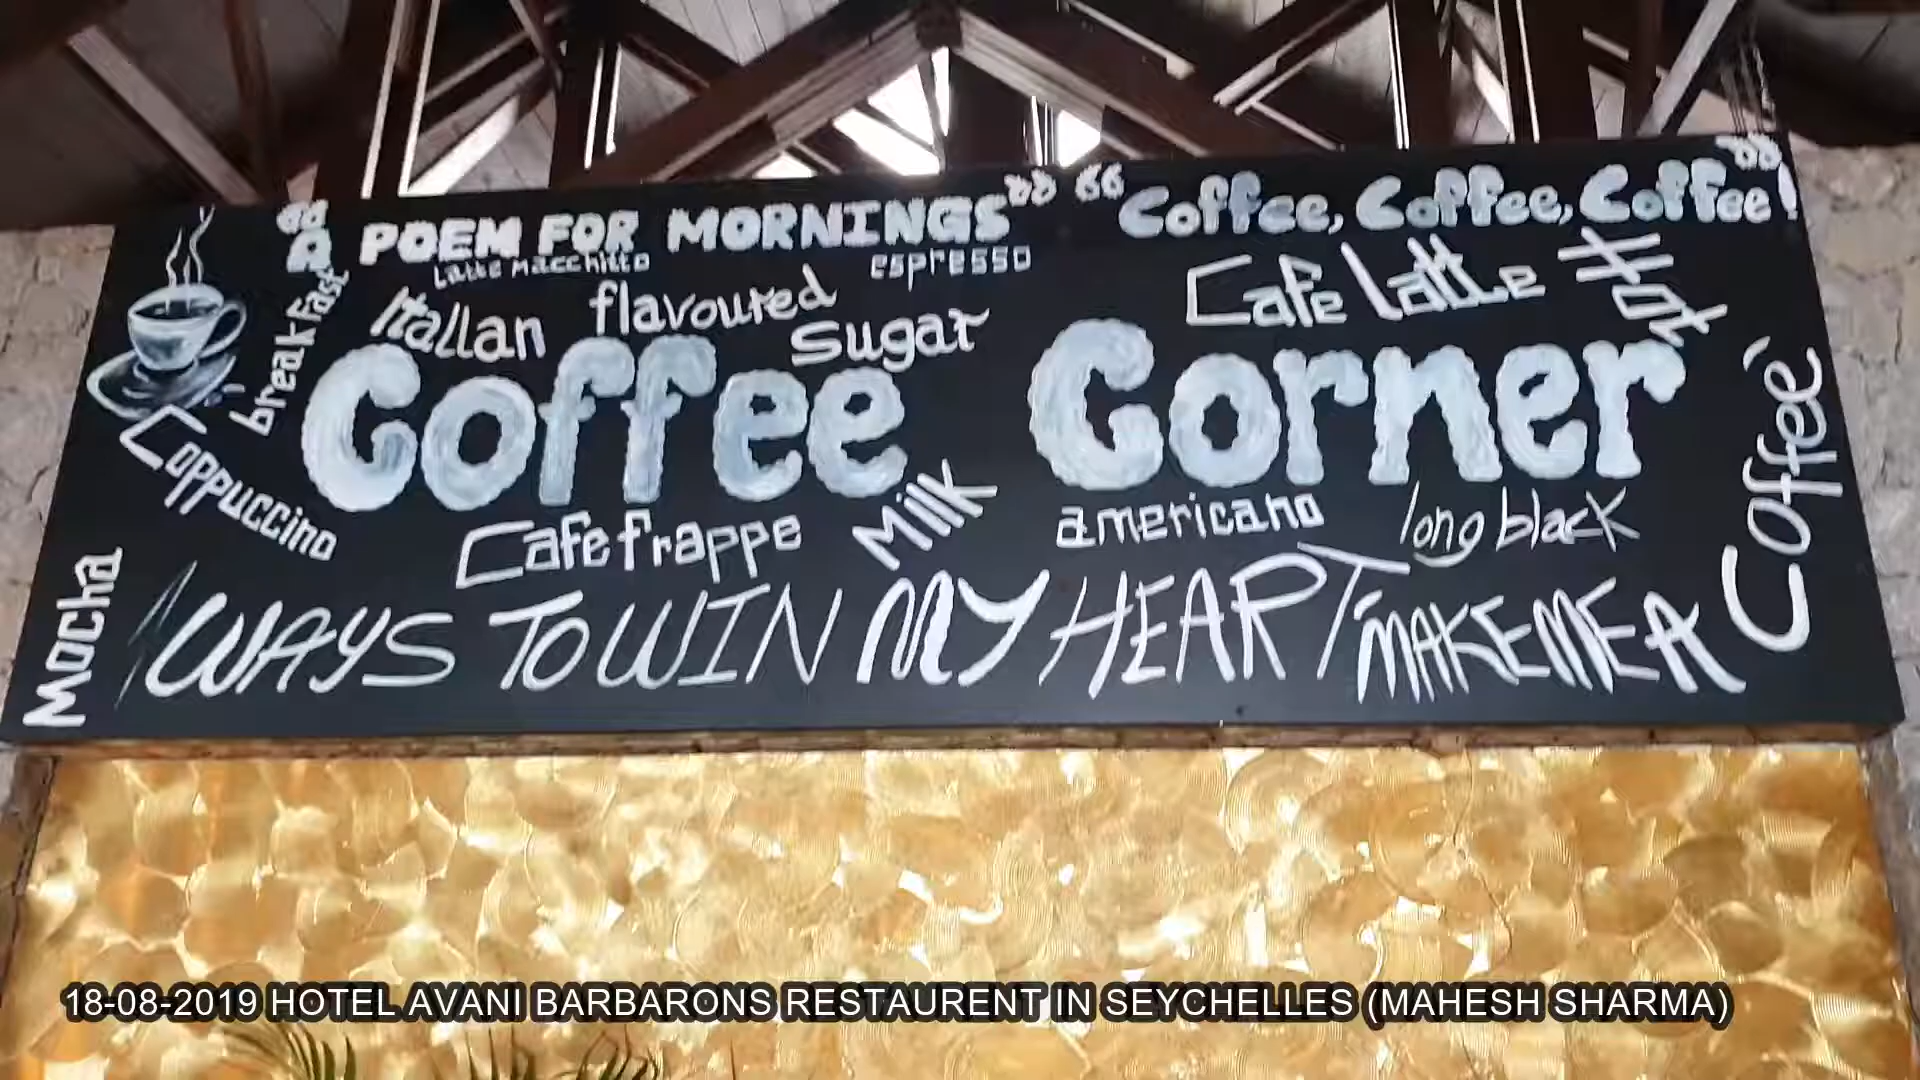 "A POEM FOR MORNINGS"
"Coffee, Coffee, Coffee!"
Latte Macchitto
espresso
breakfast
Itallan
flavoured
Sugar
Cafe latte
Hot
Coffee Corner
Cappuccino
Cafe frappe
Milk
americano
long black
Mocha
WAYS TO WIN MY HEART "MAKE ME A
Coffee"
18-08-2019 HOTEL AVANI BARBARONS RESTAURENT IN SEYCHELLES (MAHESH SHARMA)